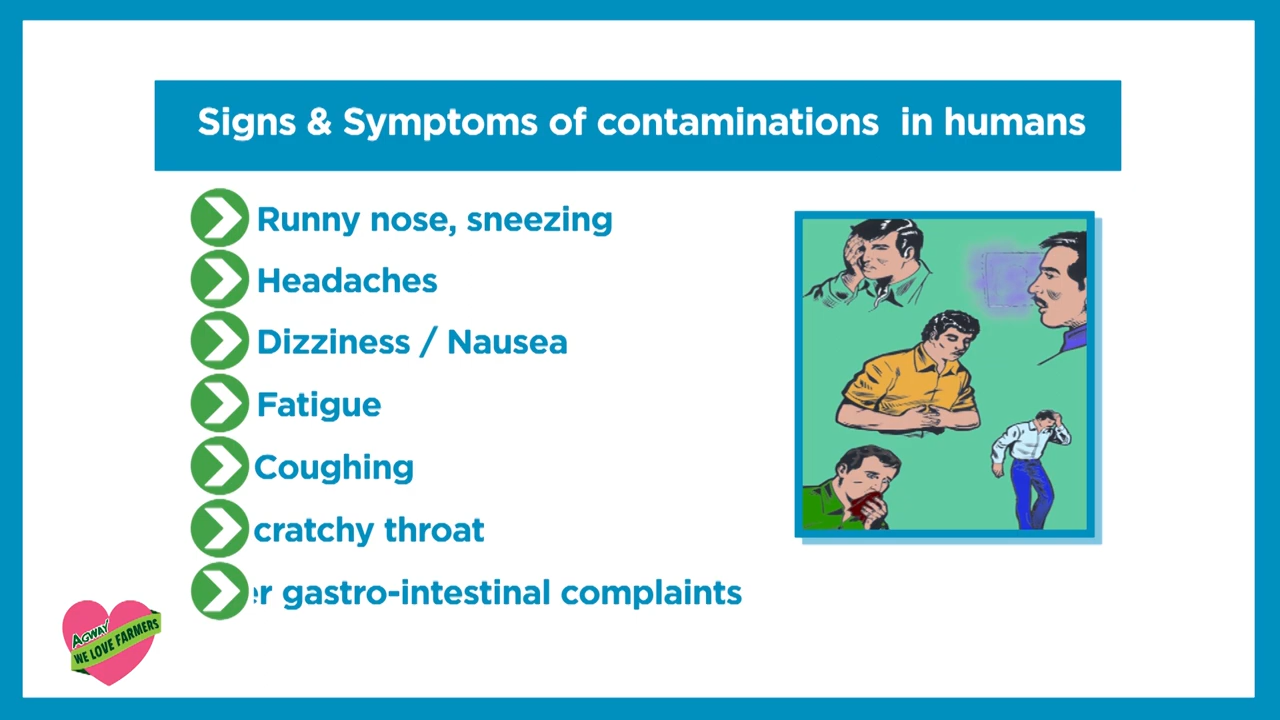 Signs & Symptoms of contaminations in humans
Runny nose, sneezing
Headaches
Dizziness / Nausea
Fatigue
Coughing
cratchy throat
er gastro-intestinal complaints
AGWAY
WE LOVE FARMERS